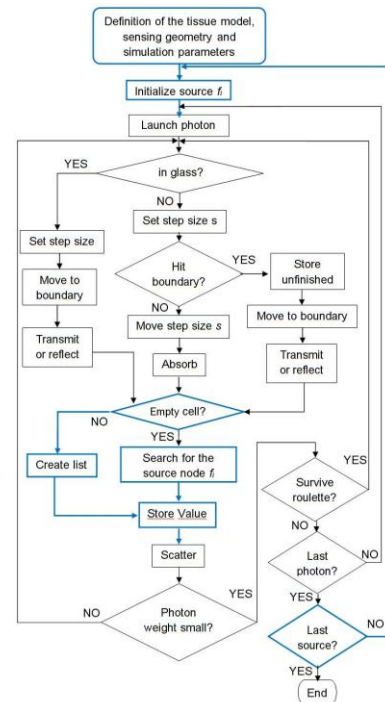 Definition of the tissue model,
sensing geometry and
simulation parameters
Initialize source fi
Launch photon
YES
in glass?
NO
Set step size s
Set step size
Hit
boundary?
YES
Store
unfinished
Move to
boundary
NO
Move step size s
Move to boundary
Transmit
or reflect
Absorb
Transmit
or reflect
NO
Empty cell?
YES
YES
Create list
Search for the
source node fi
Survive
roulette?
Store Value
NO
Scatter
Last
photon?
NO
NO
YES
YES
Photon
weight small?
Last
source?
NO
YES
End